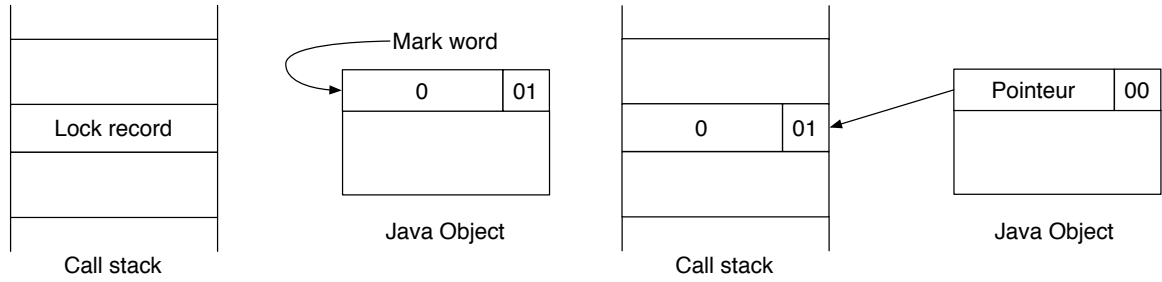 Mark word
0 01
Lock record
Java Object
Call stack
Pointeur 00
0 01
Java Object
Call stack